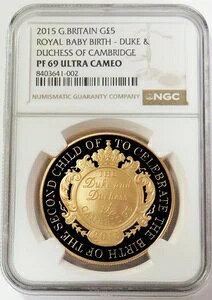 2015 G.BRITAIN G£5
ROYAL BABY BIRTH - DUKE &
DUCHESS OF CAMBRIDGE
PF 69 ULTRA CAMEO
8403641-002
NUMISMATIC GUARANTY COMPANY
NGC
TO CELEBRATE THE BIRTH OF THE SECOND CHILD OF
THE
Duke and
Duchess